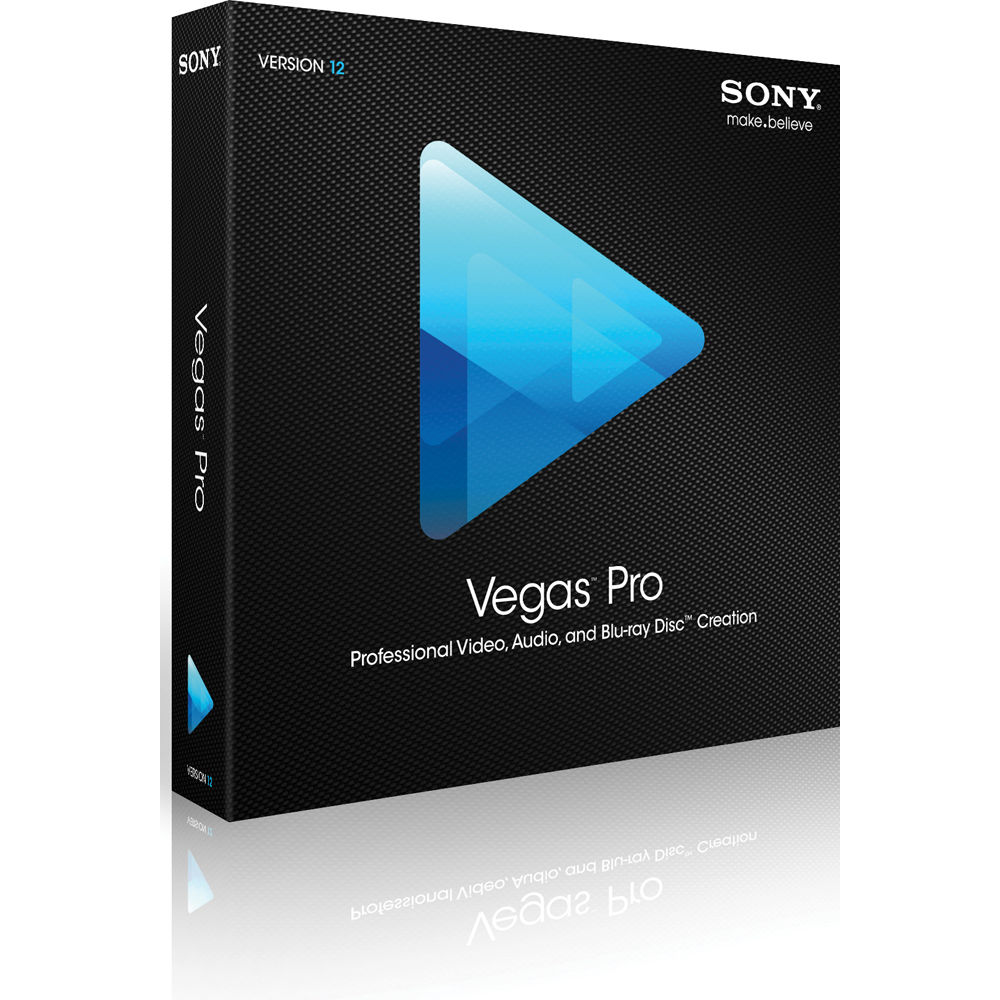 SONY
Vegas™ Pro
VERSION 12
VERSION 12
SONY®
make.believe
Vegas™ Pro
Professional Video, Audio, and Blu-ray Disc™ Creation